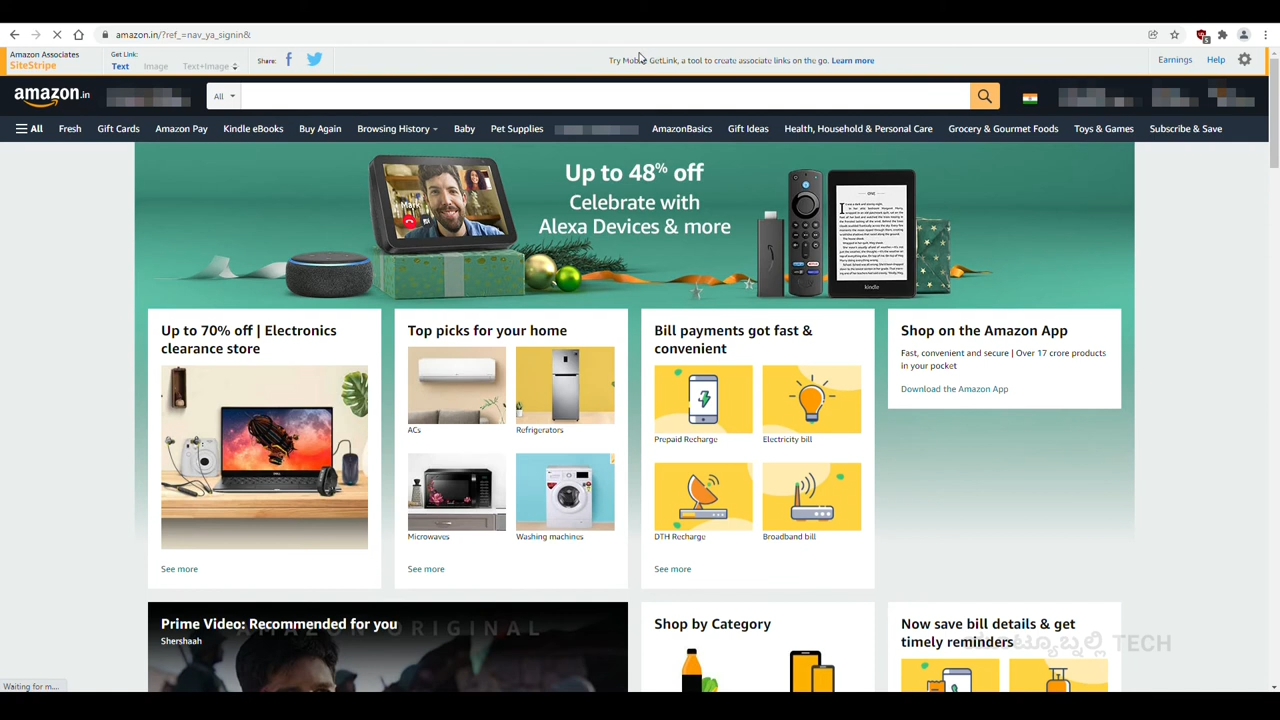 amazon.in/?ref_=nav_ya_signin&
Amazon Associates
SiteStripe
Get Link:
Text Image Text+Image
Share:
Try Mobile GetLink, a tool to create associate links on the go. Learn more
Earnings Help
amazon.in
All
All Fresh Gift Cards Amazon Pay Kindle eBooks Buy Again Browsing History Baby Pet Supplies AmazonBasics Gift Ideas Health, Household & Personal Care Grocery & Gourmet Foods Toys & Games Subscribe & Save
Up to 48% off
Celebrate with
Alexa Devices & more
Mark
kindle
Up to 70% off | Electronics
clearance store
See more
Top picks for your home
ACs
Refrigerators
Microwaves
Washing machines
See more
Bill payments got fast &
convenient
Prepaid Recharge
Electricity bill
DTH Recharge
Broadband bill
See more
Shop on the Amazon App
Fast, convenient and secure | Over 17 crore products
in your pocket
Download the Amazon App
Prime Video: Recommended for you
Shershaah
AMAZON ORIGINAL
Shop by Category
Now save bill details & get
timely reminders
TECH
Waiting for m...